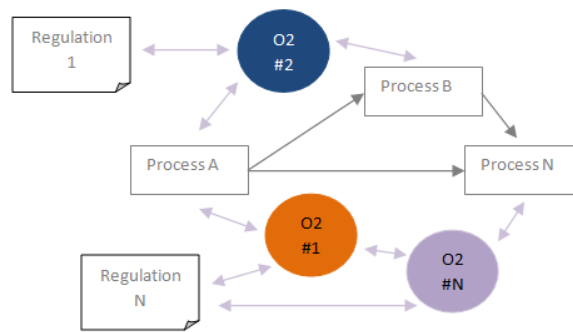 Regulation
1
O2
#2
Process B
Process A
Process N
O2
#1
O2
#N
Regulation
N